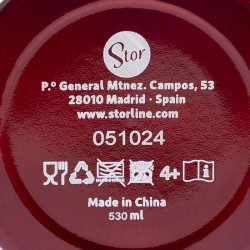 Stor
P.º General Mtnez. Campos, 53
28010 Madrid · Spain
www.storline.com
051024
4+
Made in China
530 ml